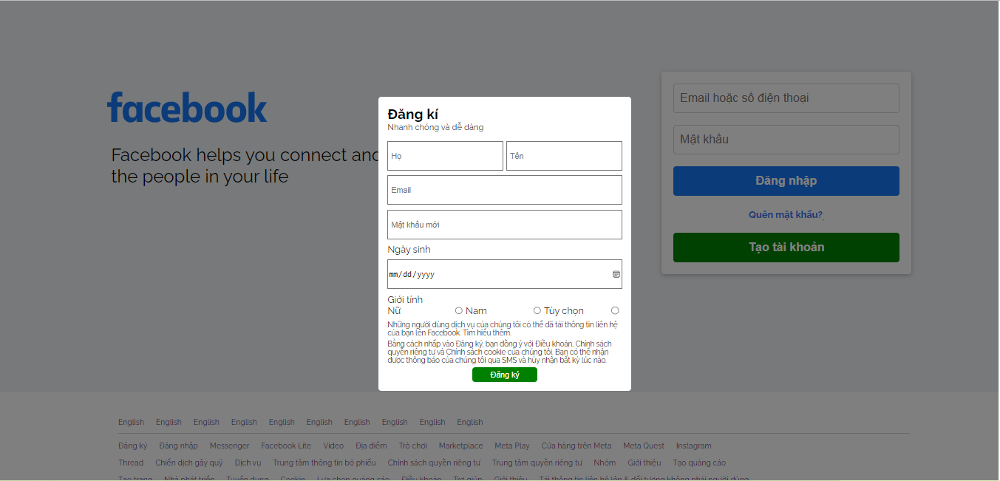 facebook
Facebook helps you connect and
the people in your life
Email hoặc số điện thoại
Mật khẩu
Đăng nhập
Quên mật khẩu?
Tạo tài khoản
Đăng kí
Nhanh chóng và dễ dàng
Họ
Tên
Email
Mật khẩu mới
Ngày sinh
mm/dd/yyyy
Giới tính
Nữ Nam Tùy chọn
Những người dùng dịch vụ của chúng tôi có thể đã tải thông tin liên hệ
của bạn lên Facebook. Tìm hiểu thêm.
Bằng cách nhấp vào Đăng ký, bạn đồng ý với Điều khoản, Chính sách
quyền riêng tư và Chính sách cookie của chúng tôi. Bạn có thể nhận
được thông báo của chúng tôi qua SMS và hủy nhận bất kỳ lúc nào.
Đăng ký
English English English English English English English English English English
Đăng ký Đăng nhập Messenger Facebook Lite Video Địa điểm Trò chơi Marketplace Meta Play Cửa hàng trên Meta Meta Quest Instagram
Thread Chiến dịch gây quỹ Dịch vụ Trung tâm thông tin bỏ phiếu Chính sách quyền riêng tư Trung tâm quyền riêng tư Nhóm Giới thiệu Tạo quảng cáo
Tạo trang Nhà phát triển Tuyển dụng Cookie Lựa chọn quảng cáo Điều khoản Trợ giúp Giới thiệu Tải thông tin liên hệ lên & đối tượng không phải người dùng